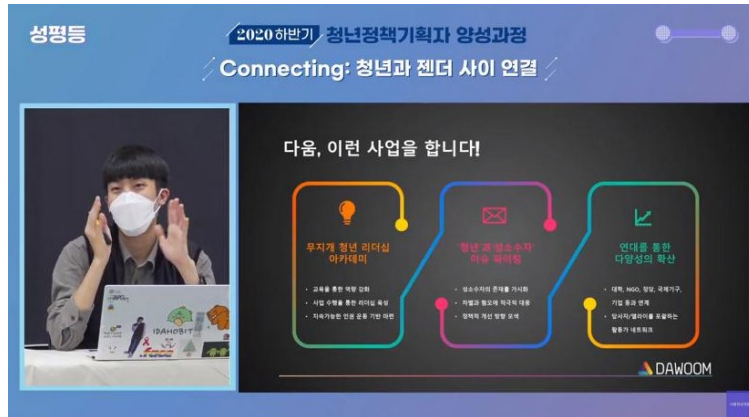 성평등
2020 하반기 청년정책기획자 양성과정
Connecting: 청년과 젠더 사이 연결
다움, 이런 사업을 합니다!
무지개 청년 리더십
아카데미
• 교육을 통한 역량 강화
• 사업 수행을 통한 리더십 육성
• 지속가능한 인권 운동 기반 마련
청년'과'성소수자'
이슈 파이팅
• 성소수자의 존재를 가시화
• 차별과 혐오에 적극적 대응
• 정책적 개선 방향 모색
연대를 통한
다양성의 확산
• 대학, NGO, 정당, 국제기구,
기업 등과 연계
• 당사자/앨라이를 포괄하는
활동가 네트워크
DAWOOM
IDAHOBIT